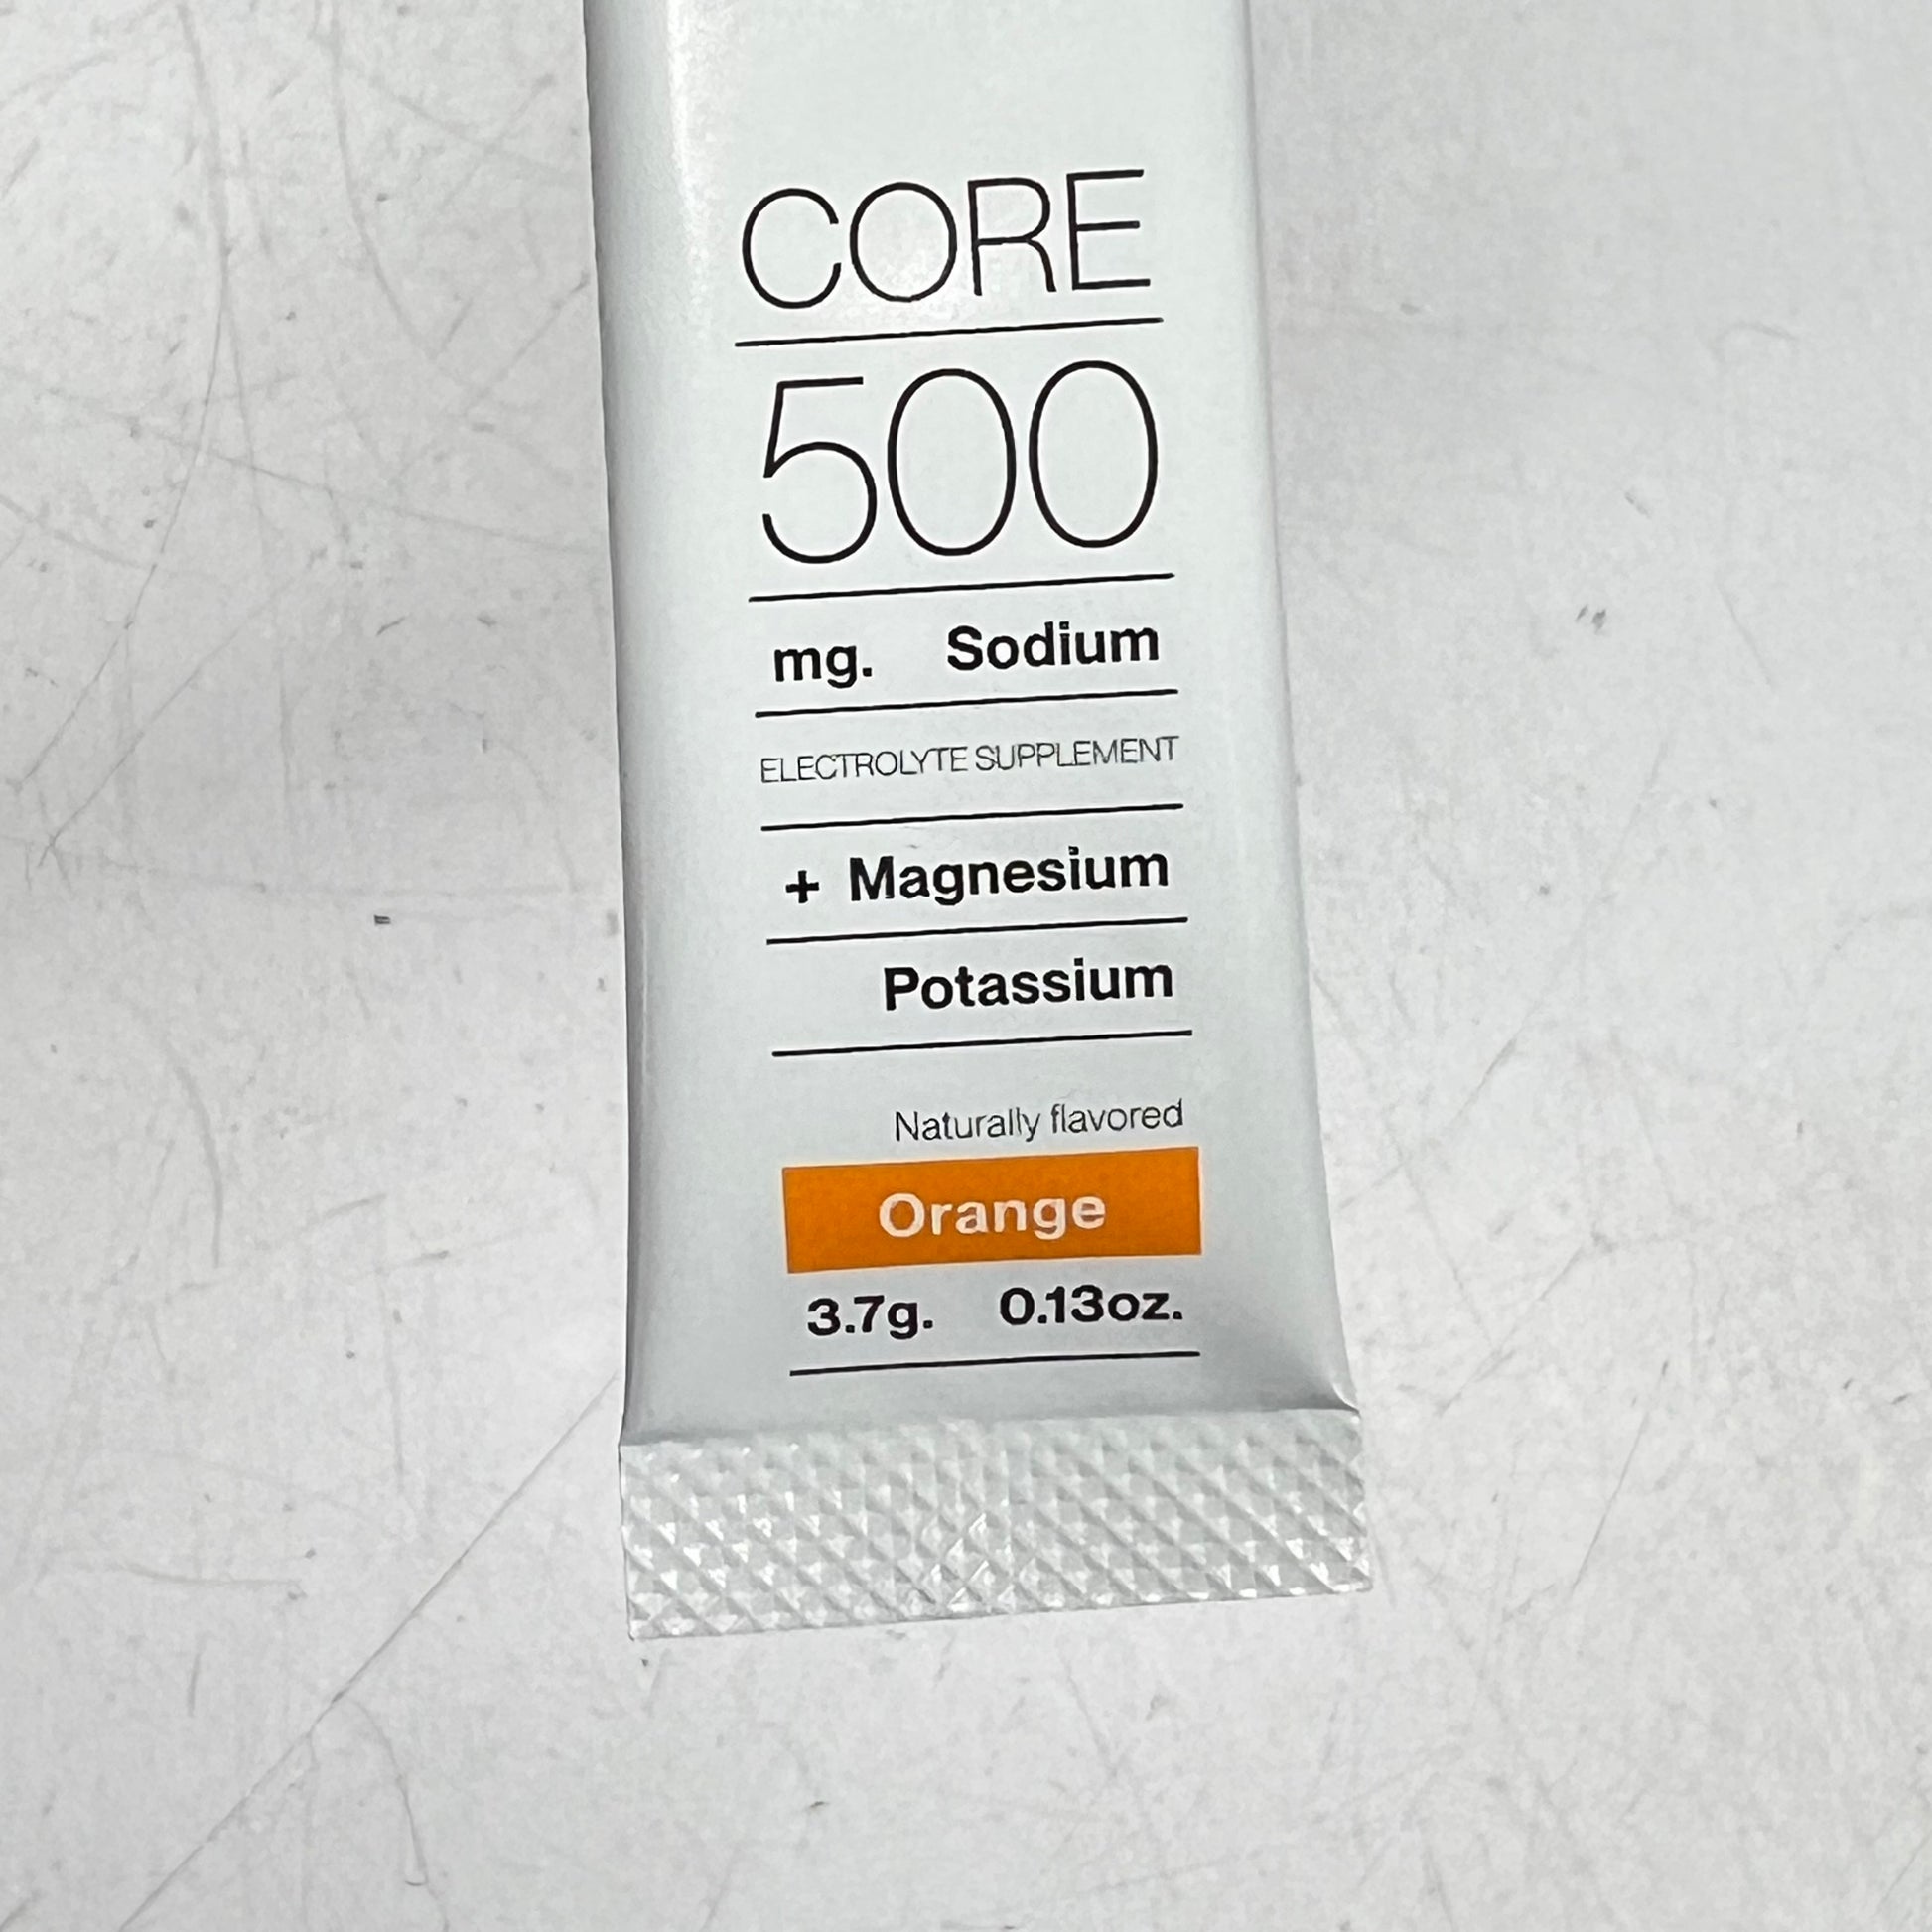 CORE
500
mg. Sodium
ELECTROLYTE SUPPLEMENT
+ Magnesium
Potassium
Naturally flavored
Orange
3.7g. 0.13oz.